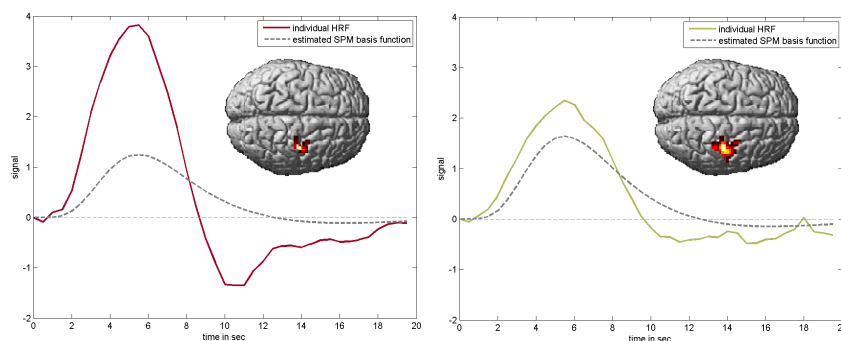 4
3
2
1
0
-1
-2
signal
individual HRF
estimated SPM basis function
0 2 4 6 8 10 12 14 16 18 20
time in sec
4
3
2
1
0
-1
-2
signal
individual HRF
estimated SPM basis function
0 2 4 6 8 10 12 14 16 18 20
time in sec